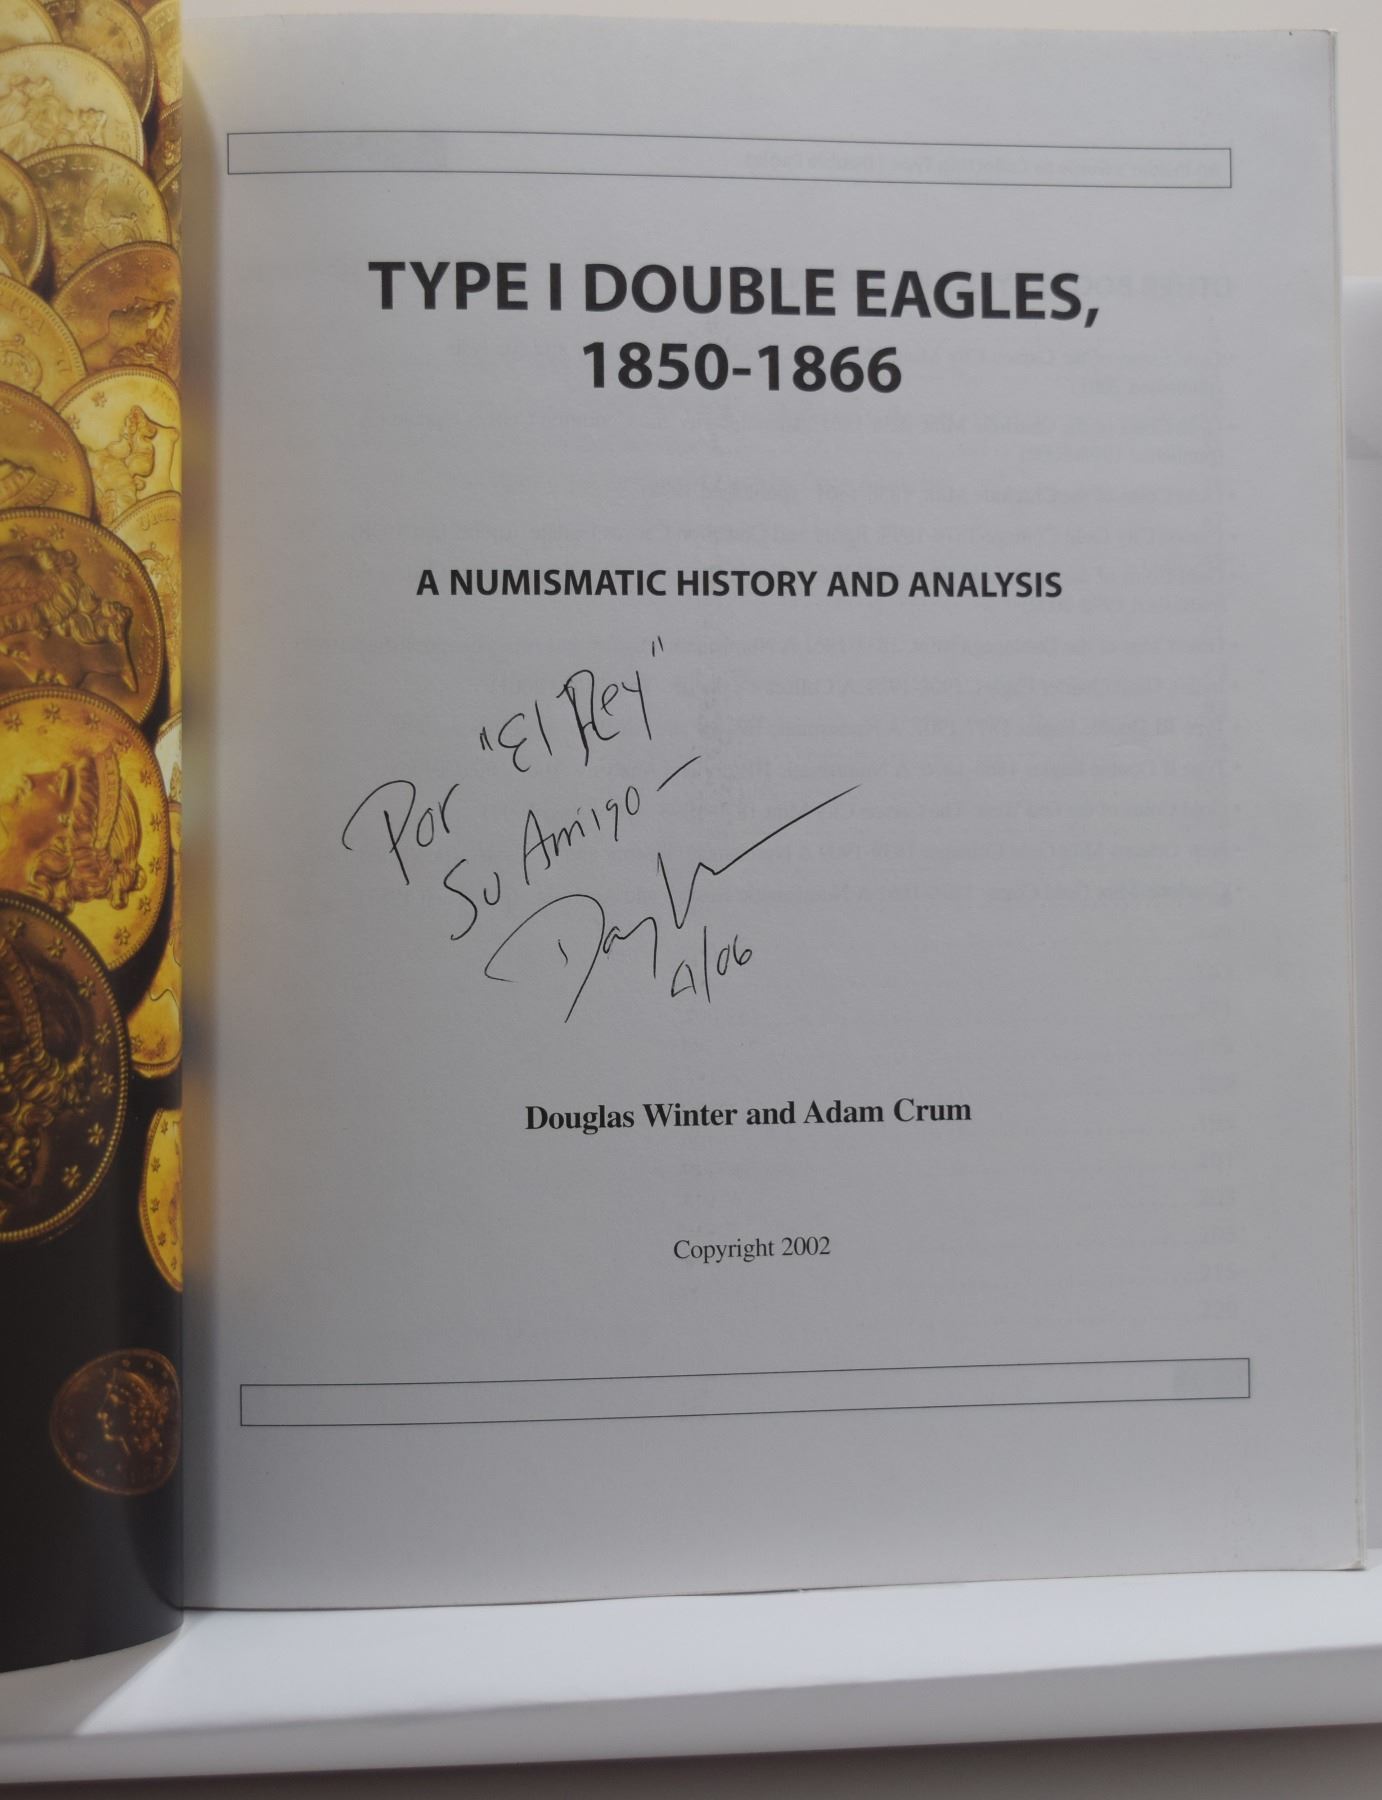 TYPE I DOUBLE EAGLES,
1850-1866
A NUMISMATIC HISTORY AND ANALYSIS
"El Rey"
Por
Su Amigo —
Doug
/06
Douglas Winter and Adam Crum
Copyright 2002